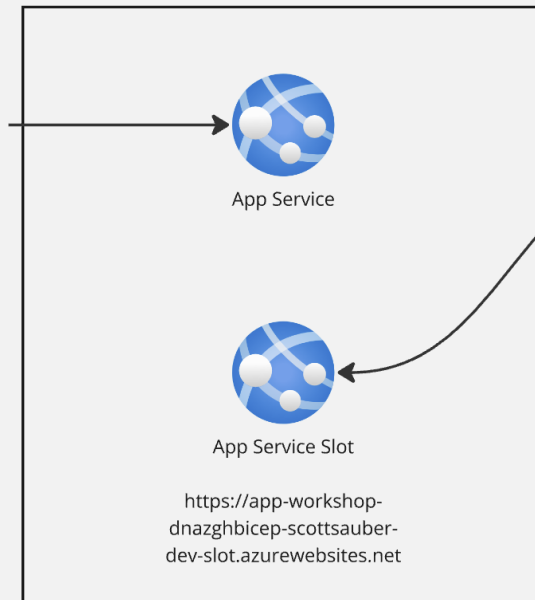 App Service
App Service Slot
https://app-workshop-
dnazghbicep-scottsauber-
dev-slot.azurewebsites.net